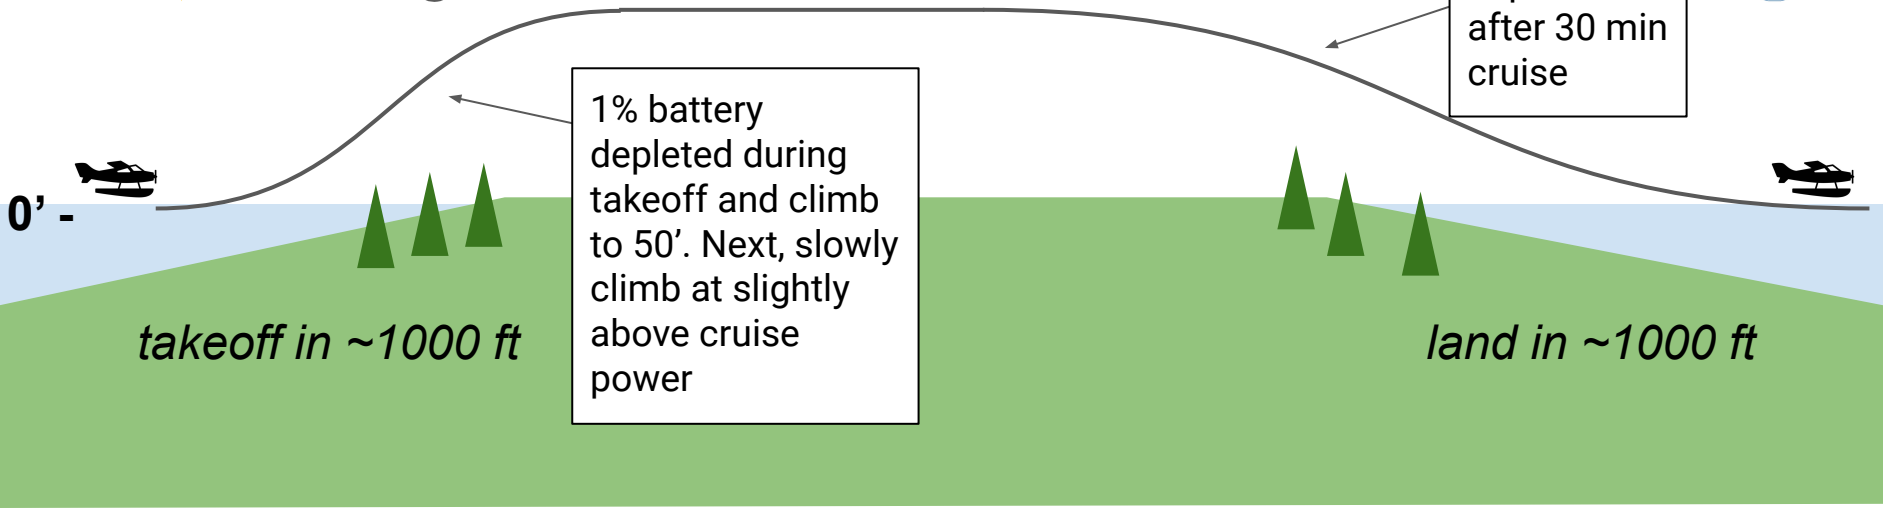 after 30 min
cruise
1% battery
depleted during
takeoff and climb
to 50’. Next, slowly
climb at slightly
above cruise
power
0’ -
takeoff in ~1000 ft
land in ~1000 ft